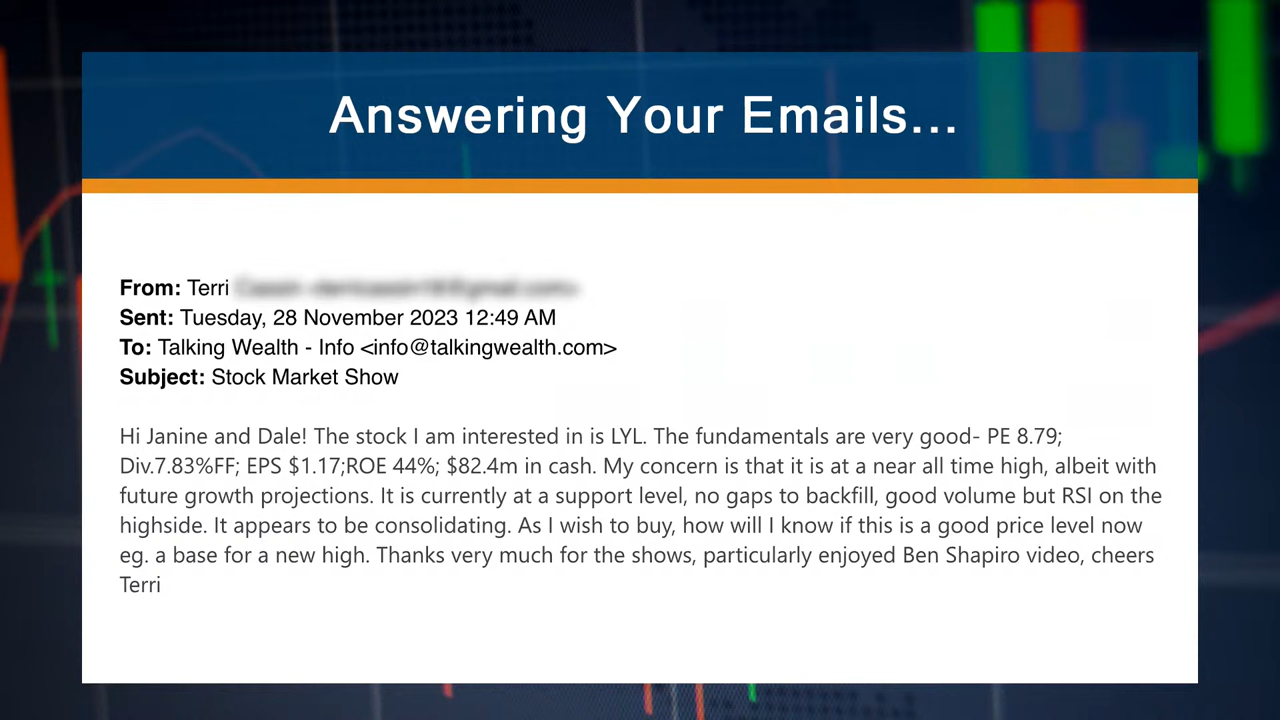 Answering Your Emails...
From: Terri
Sent: Tuesday, 28 November 2023 12:49 AM
To: Talking Wealth - Info <info@talkingwealth.com>
Subject: Stock Market Show
Hi Janine and Dale! The stock I am interested in is LYL. The fundamentals are very good- PE 8.79;
Div.7.83%FF; EPS $1.17;ROE 44%; $82.4m in cash. My concern is that it is at a near all time high, albeit with
future growth projections. It is currently at a support level, no gaps to backfill, good volume but RSI on the
highside. It appears to be consolidating. As I wish to buy, how will I know if this is a good price level now
eg. a base for a new high. Thanks very much for the shows, particularly enjoyed Ben Shapiro video, cheers
Terri